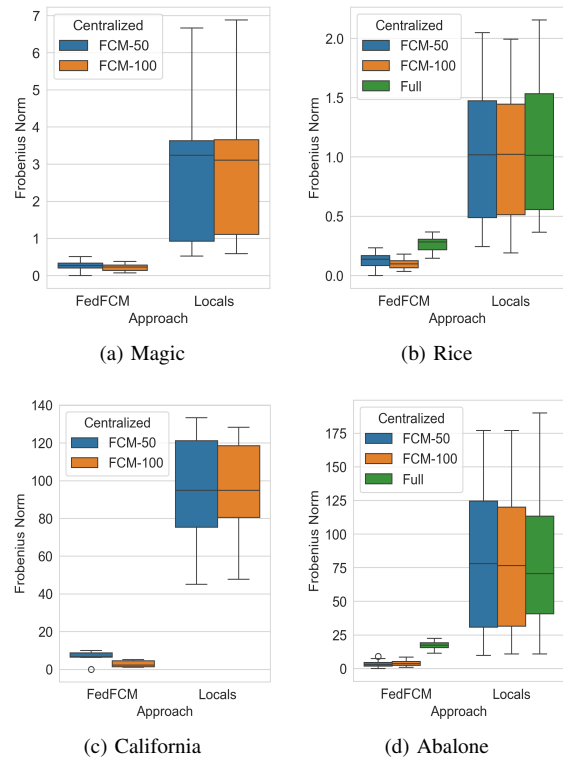 7
6
5
4
3
2
1
0
Frobenius Norm
Centralized
FCM-50
FCM-100
FedFCM
Locals
Approach
(a) Magic
2.0
1.5
1.0
0.5
0.0
Frobenius Norm
Centralized
FCM-50
FCM-100
Full
FedFCM
Locals
Approach
(b) Rice
140
120
100
80
60
40
20
0
Frobenius Norm
Centralized
FCM-50
FCM-100
FedFCM
Locals
Approach
(c) California
175
150
125
100
75
50
25
0
Frobenius Norm
Centralized
FCM-50
FCM-100
Full
FedFCM
Locals
Approach
(d) Abalone